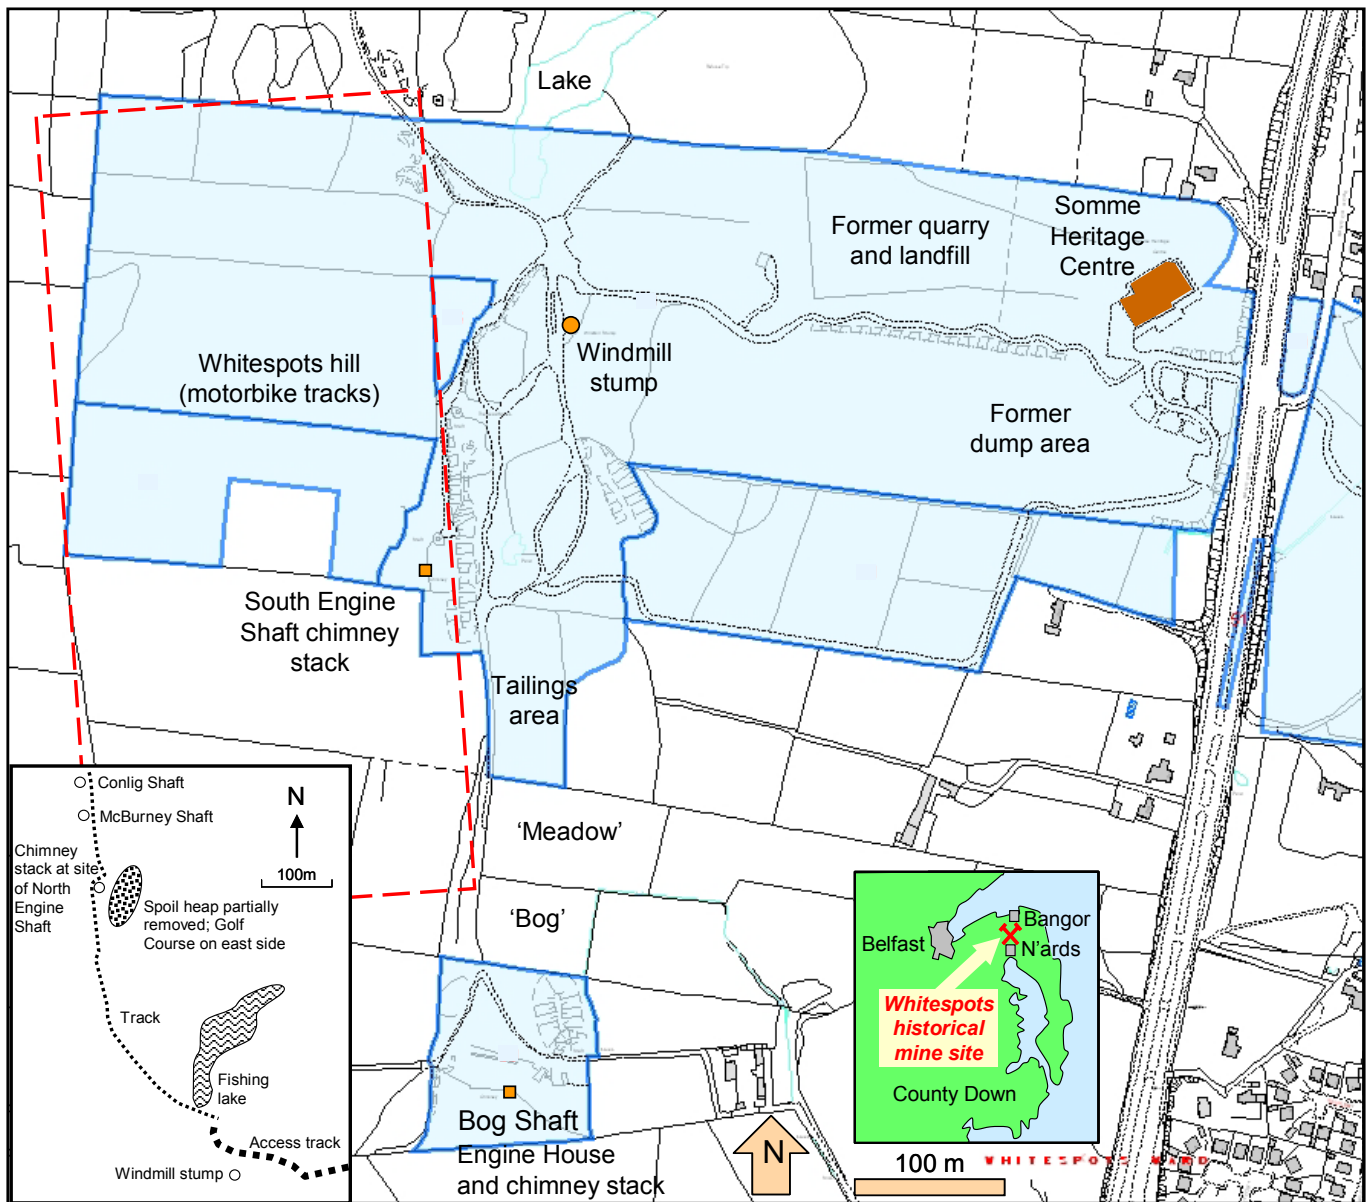 Lake
Former quarry
and landfill
Somme
Heritage
Centre
Windmill
stump
Whitespots hill
(motorbike tracks)
Former
dump area
South Engine
Shaft chimney
stack
Tailings
area
'Meadow'
'Bog'
Bog Shaft
Engine House
and chimney stack
N
100 m
WHITESPOTS WARD
Conlig Shaft
McBurney Shaft
N
100m
Chimney
stack at site
of North
Engine
Shaft
Spoil heap partially
removed; Golf
Course on east side
Track
Fishing
lake
Access track
Windmill stump
Bangor
Belfast
N'ards
Whitespots
historical
mine site
County Down